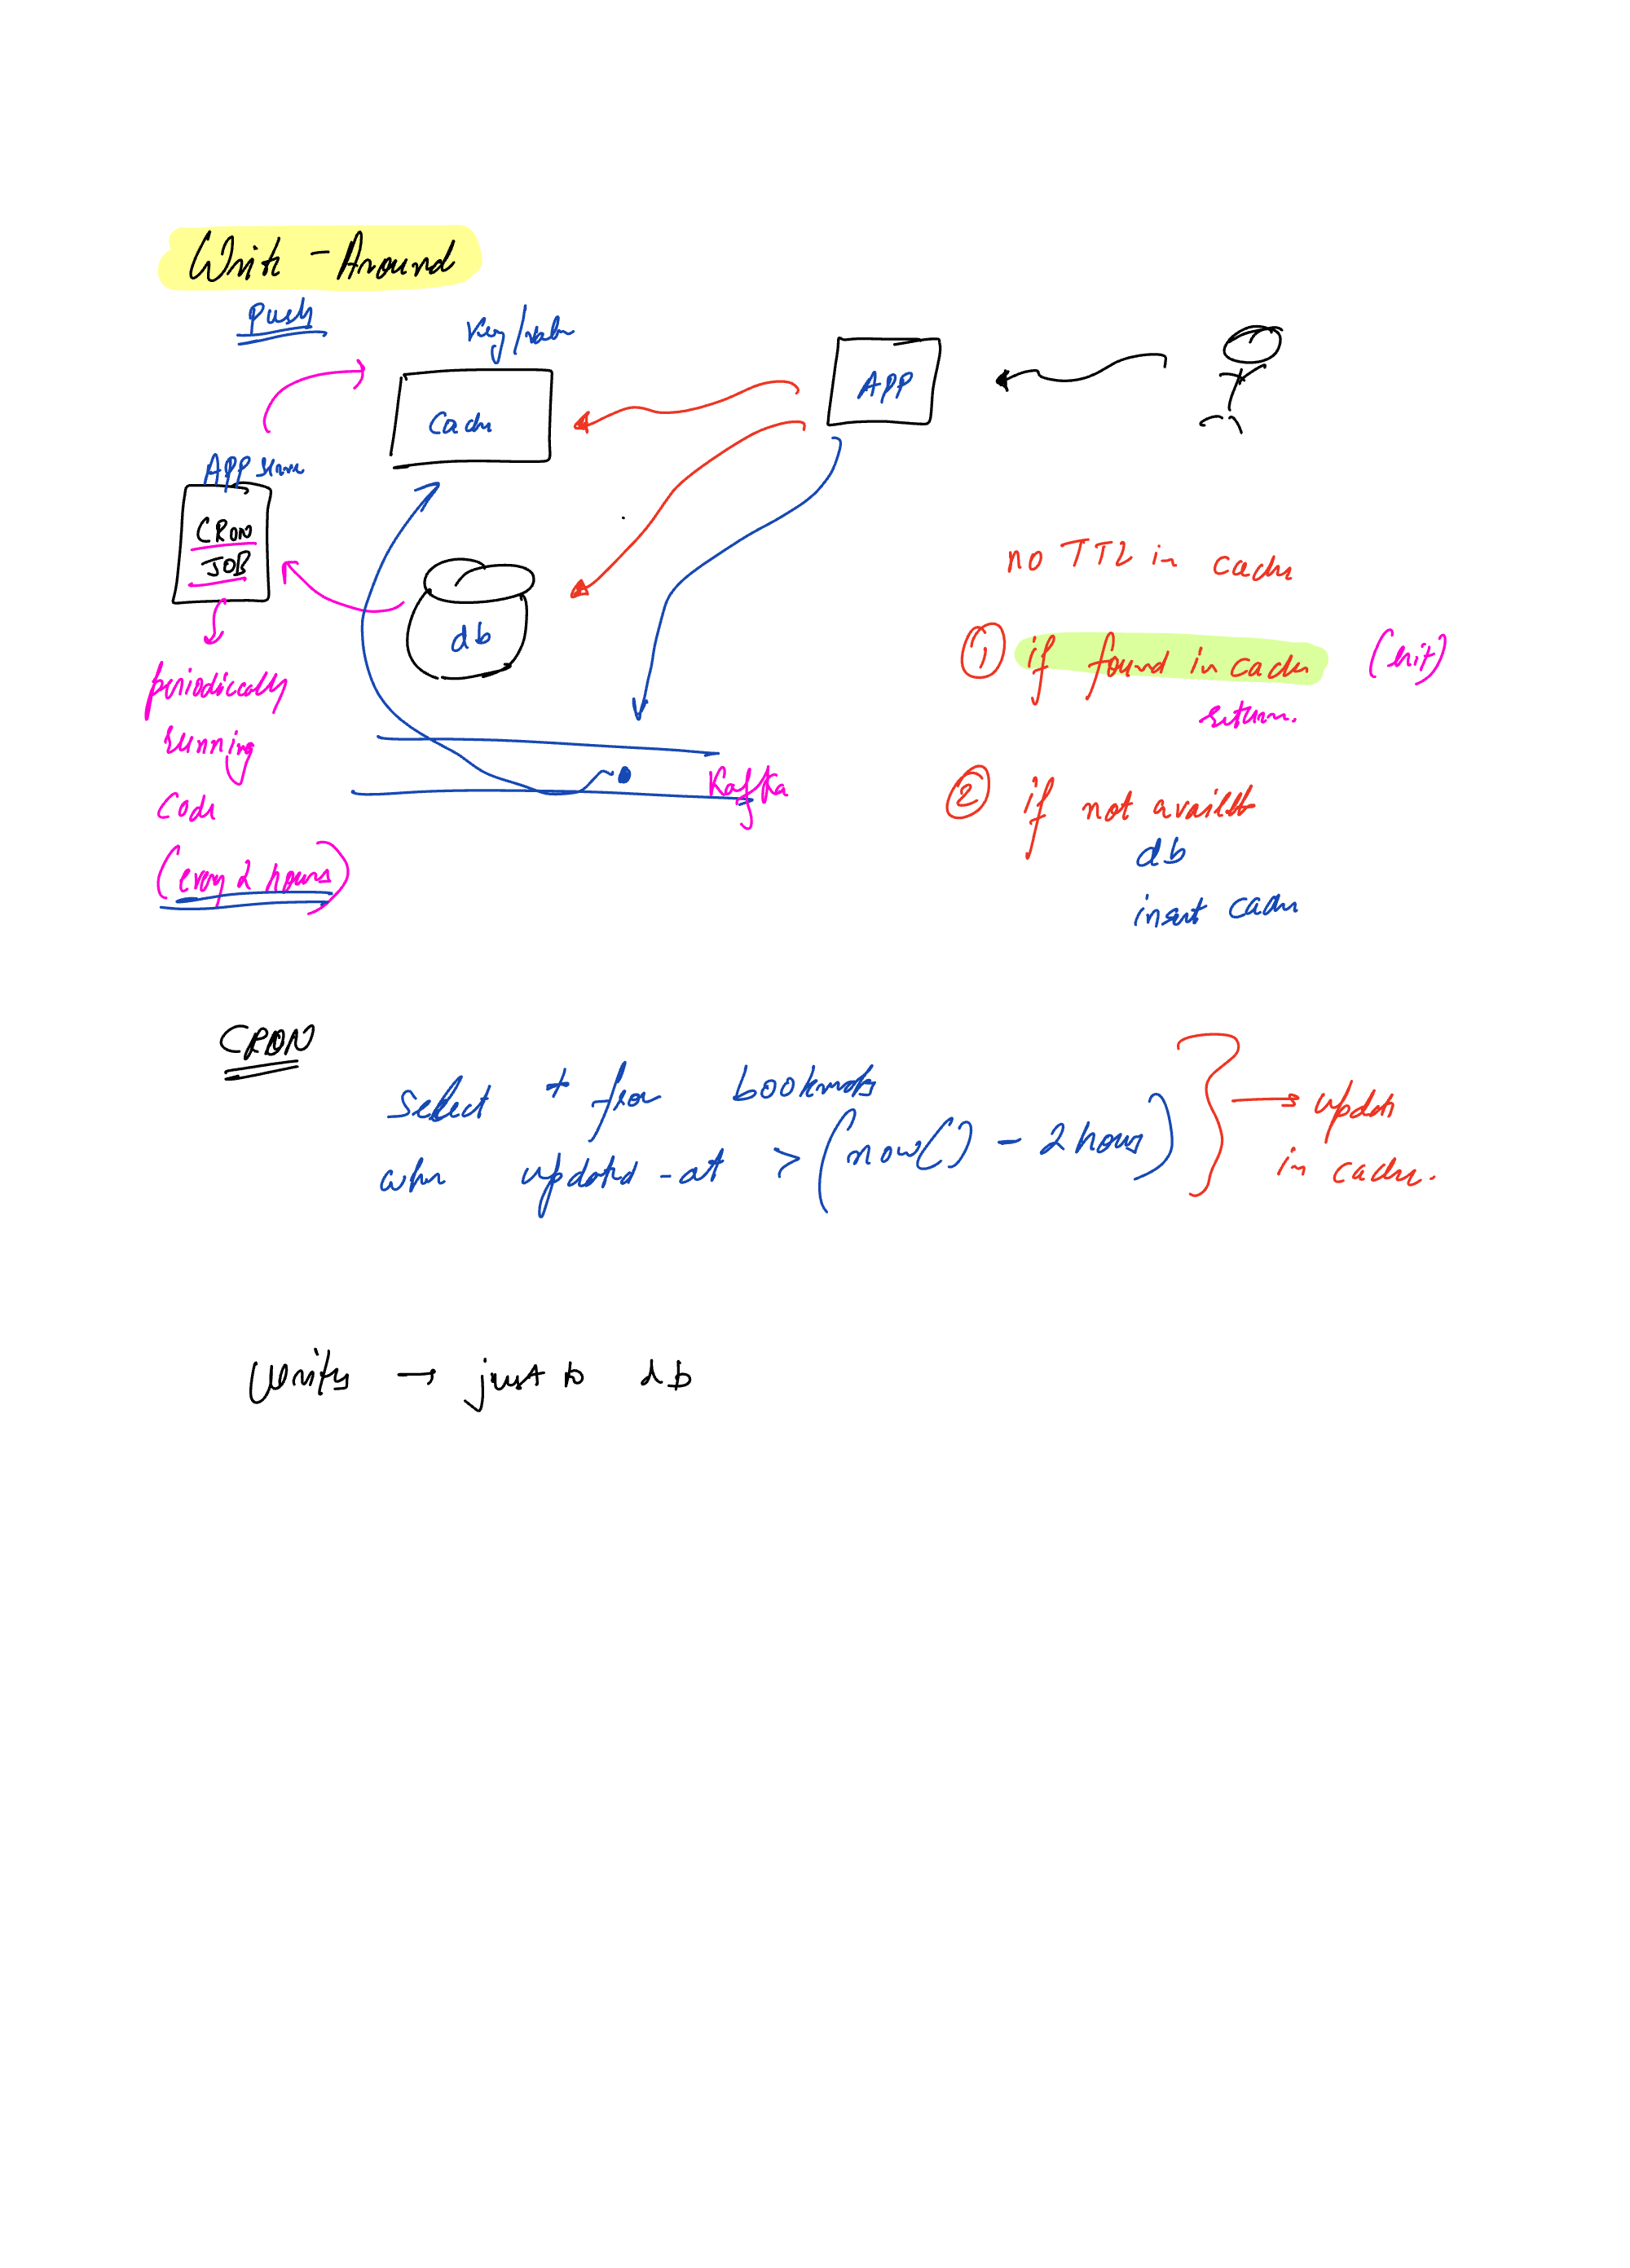 Write - Around
Push
Key/value
Cache
APP
APP server
CRON
JOB
db
periodically
running
Code
(every 2 hours)
Kafka
no TTL in cache
① if found in cache (hit)
return.
② if not available
db
insert cache
CRON
Select * from bookmarks
when updated_at > (now() - 2 hours)
→ update
in cache.
Writes → just to db